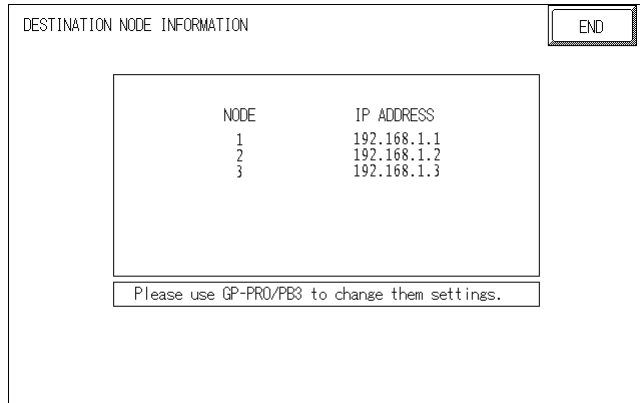 DESTINATION NODE INFORMATION
END
NODE IP ADDRESS
1 192.168.1.1
2 192.168.1.2
3 192.168.1.3
Please use GP-PRO/PB3 to change them settings.